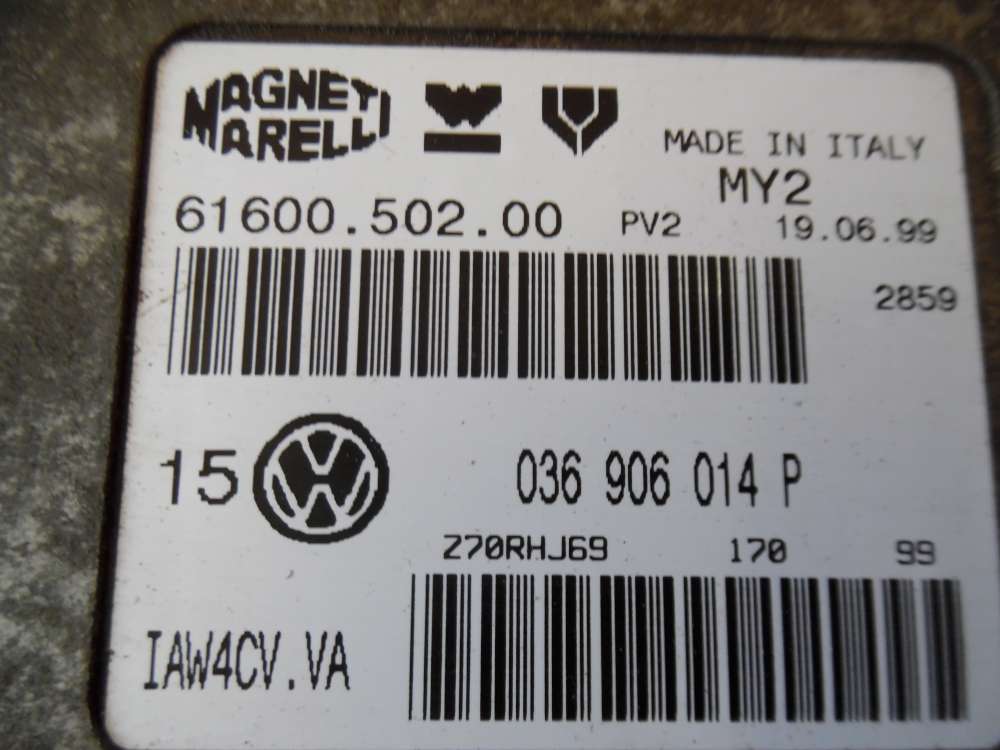 MAGNETI
MARELLI
MADE IN ITALY
MY2
61600.502.00 PV2 19.06.99
2859
15 VW 036 906 014 P
Z70RHJ69 170 99
IAW4CV.VA